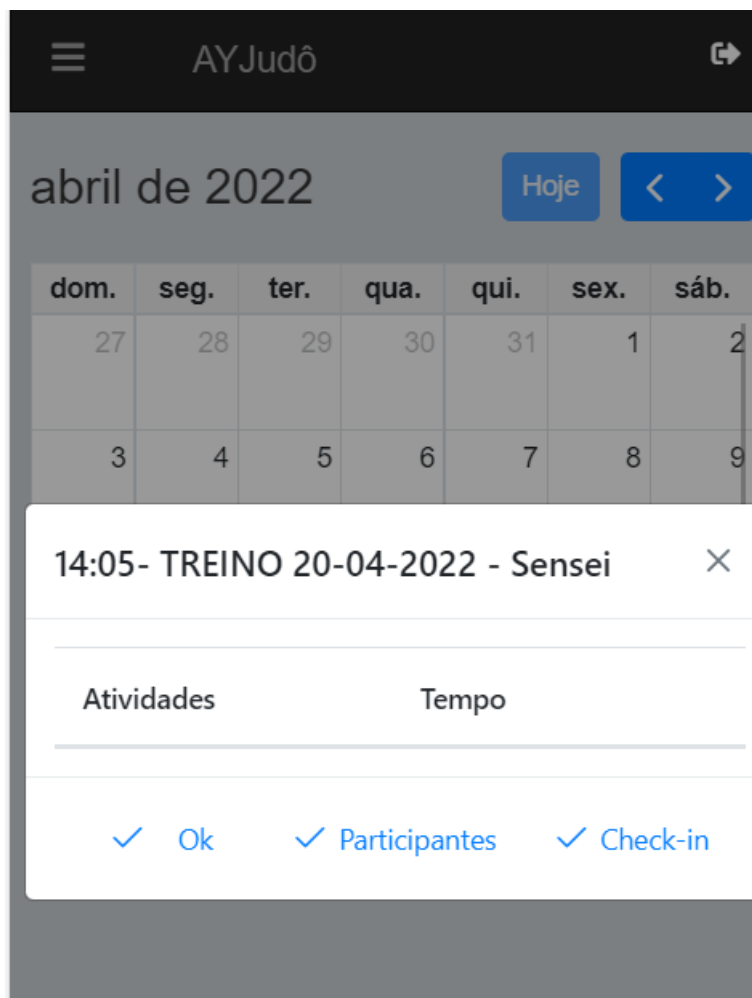 AYJudô
abril de 2022
Hoje
dom. seg. ter. qua. qui. sex. sáb.
27 28 29 30 31 1 2
3 4 5 6 7 8 9
14:05- TREINO 20-04-2022 - Sensei
Atividades Tempo
Ok Participantes Check-in